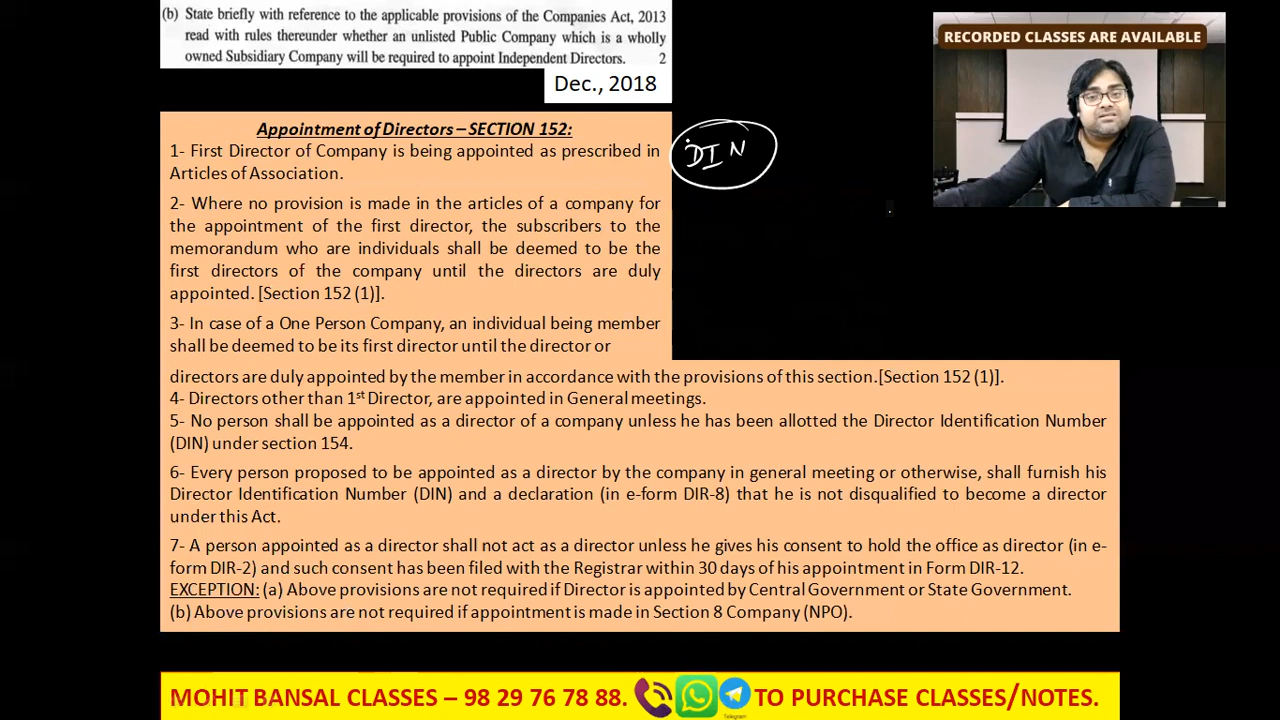 (b) State briefly with reference to the applicable provisions of the Companies Act, 2013
read with rules thereunder whether an unlisted Public Company which is a wholly
owned Subsidiary Company will be required to appoint Independent Directors. 2
Dec., 2018
RECORDED CLASSES ARE AVAILABLE
Appointment of Directors – SECTION 152:
1- First Director of Company is being appointed as prescribed in
Articles of Association.
DIN
2- Where no provision is made in the articles of a company for
the appointment of the first director, the subscribers to the
memorandum who are individuals shall be deemed to be the
first directors of the company until the directors are duly
appointed. [Section 152 (1)].
3- In case of a One Person Company, an individual being member
shall be deemed to be its first director until the director or
directors are duly appointed by the member in accordance with the provisions of this section.[Section 152 (1)].
4- Directors other than 1st Director, are appointed in General meetings.
5- No person shall be appointed as a director of a company unless he has been allotted the Director Identification Number
(DIN) under section 154.
6- Every person proposed to be appointed as a director by the company in general meeting or otherwise, shall furnish his
Director Identification Number (DIN) and a declaration (in e-form DIR-8) that he is not disqualified to become a director
under this Act.
7- A person appointed as a director shall not act as a director unless he gives his consent to hold the office as director (in e-
form DIR-2) and such consent has been filed with the Registrar within 30 days of his appointment in Form DIR-12.
EXCEPTION: (a) Above provisions are not required if Director is appointed by Central Government or State Government.
(b) Above provisions are not required if appointment is made in Section 8 Company (NPO).
MOHIT BANSAL CLASSES – 98 29 76 78 88. TO PURCHASE CLASSES/NOTES.
Telegram